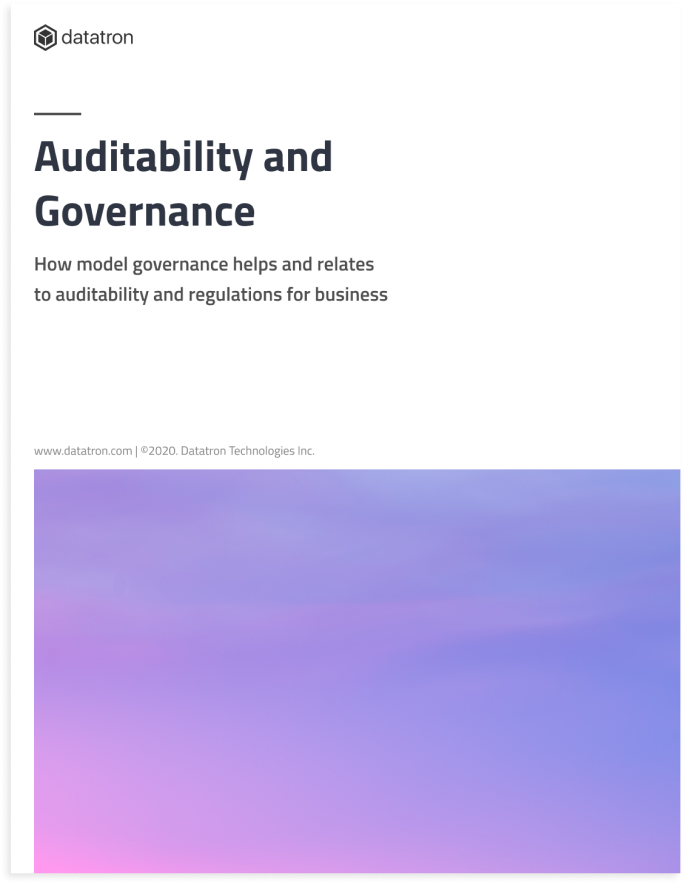 datatron
Auditability and
Governance
How model governance helps and relates
to auditability and regulations for business
www.datatron.com | ©2020. Datatron Technologies Inc.